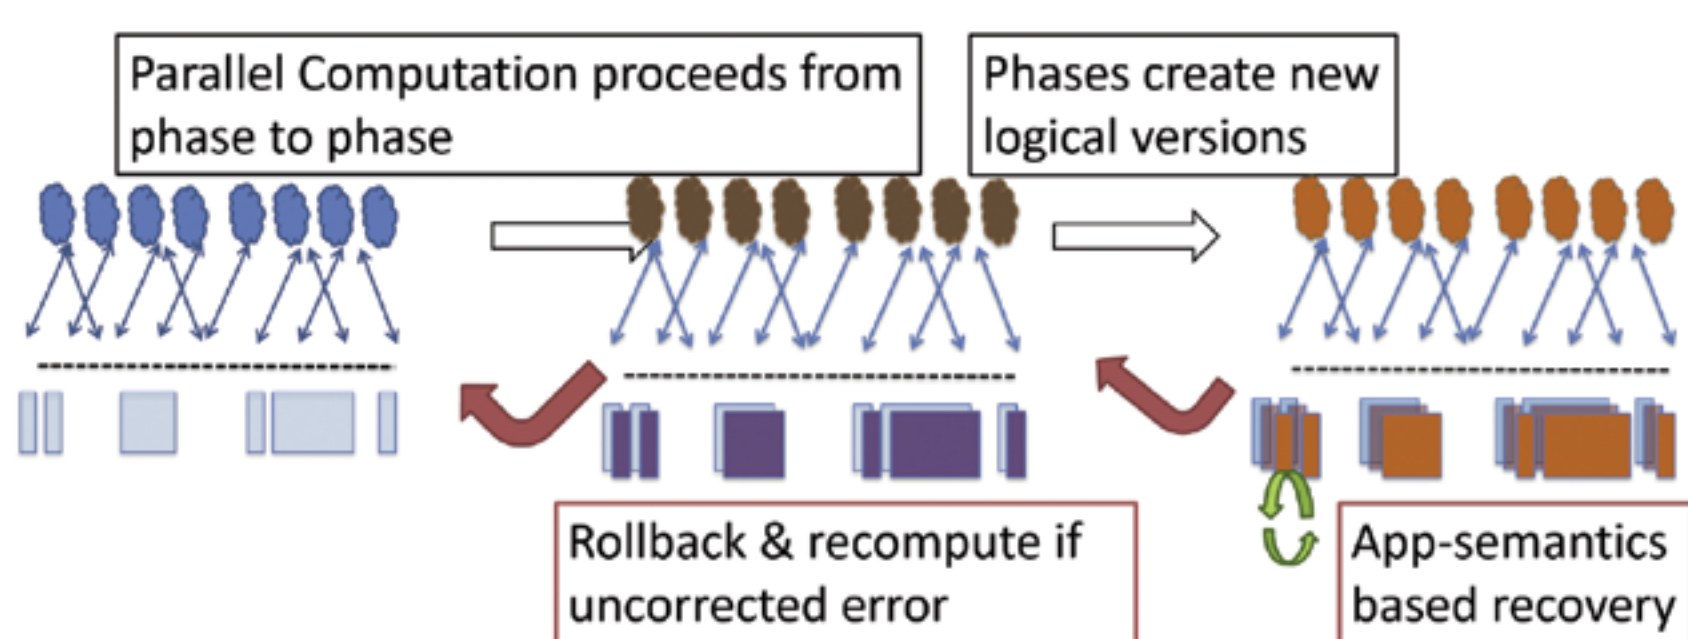 Parallel Computation proceeds from
phase to phase
Phases create new
logical versions
Rollback & recompute if
uncorrected error
App-semantics
based recovery